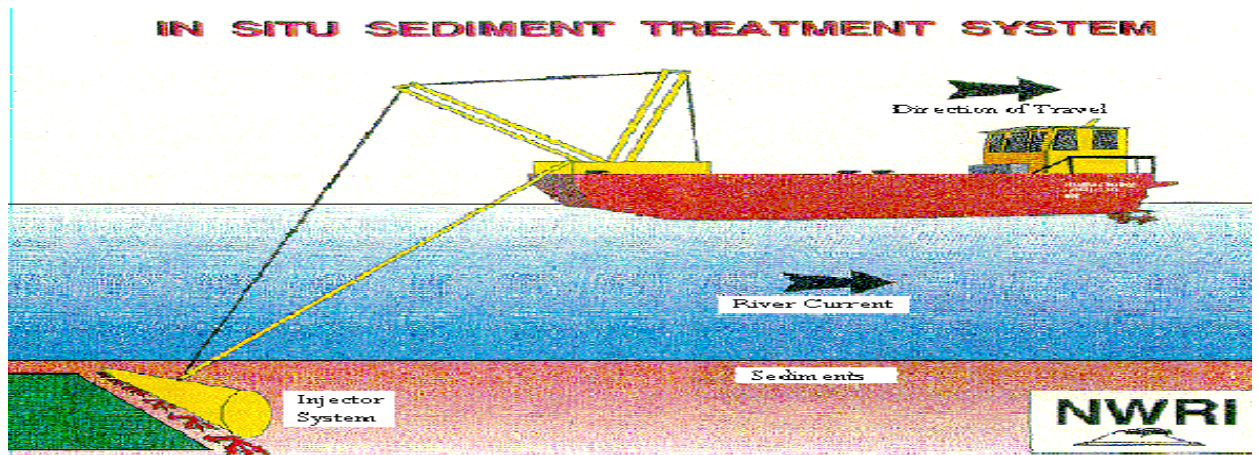 IN SITU SEDIMENT TREATMENT SYSTEM
Direction of Travel
River Current
Sediments
Injector
System
NWRI